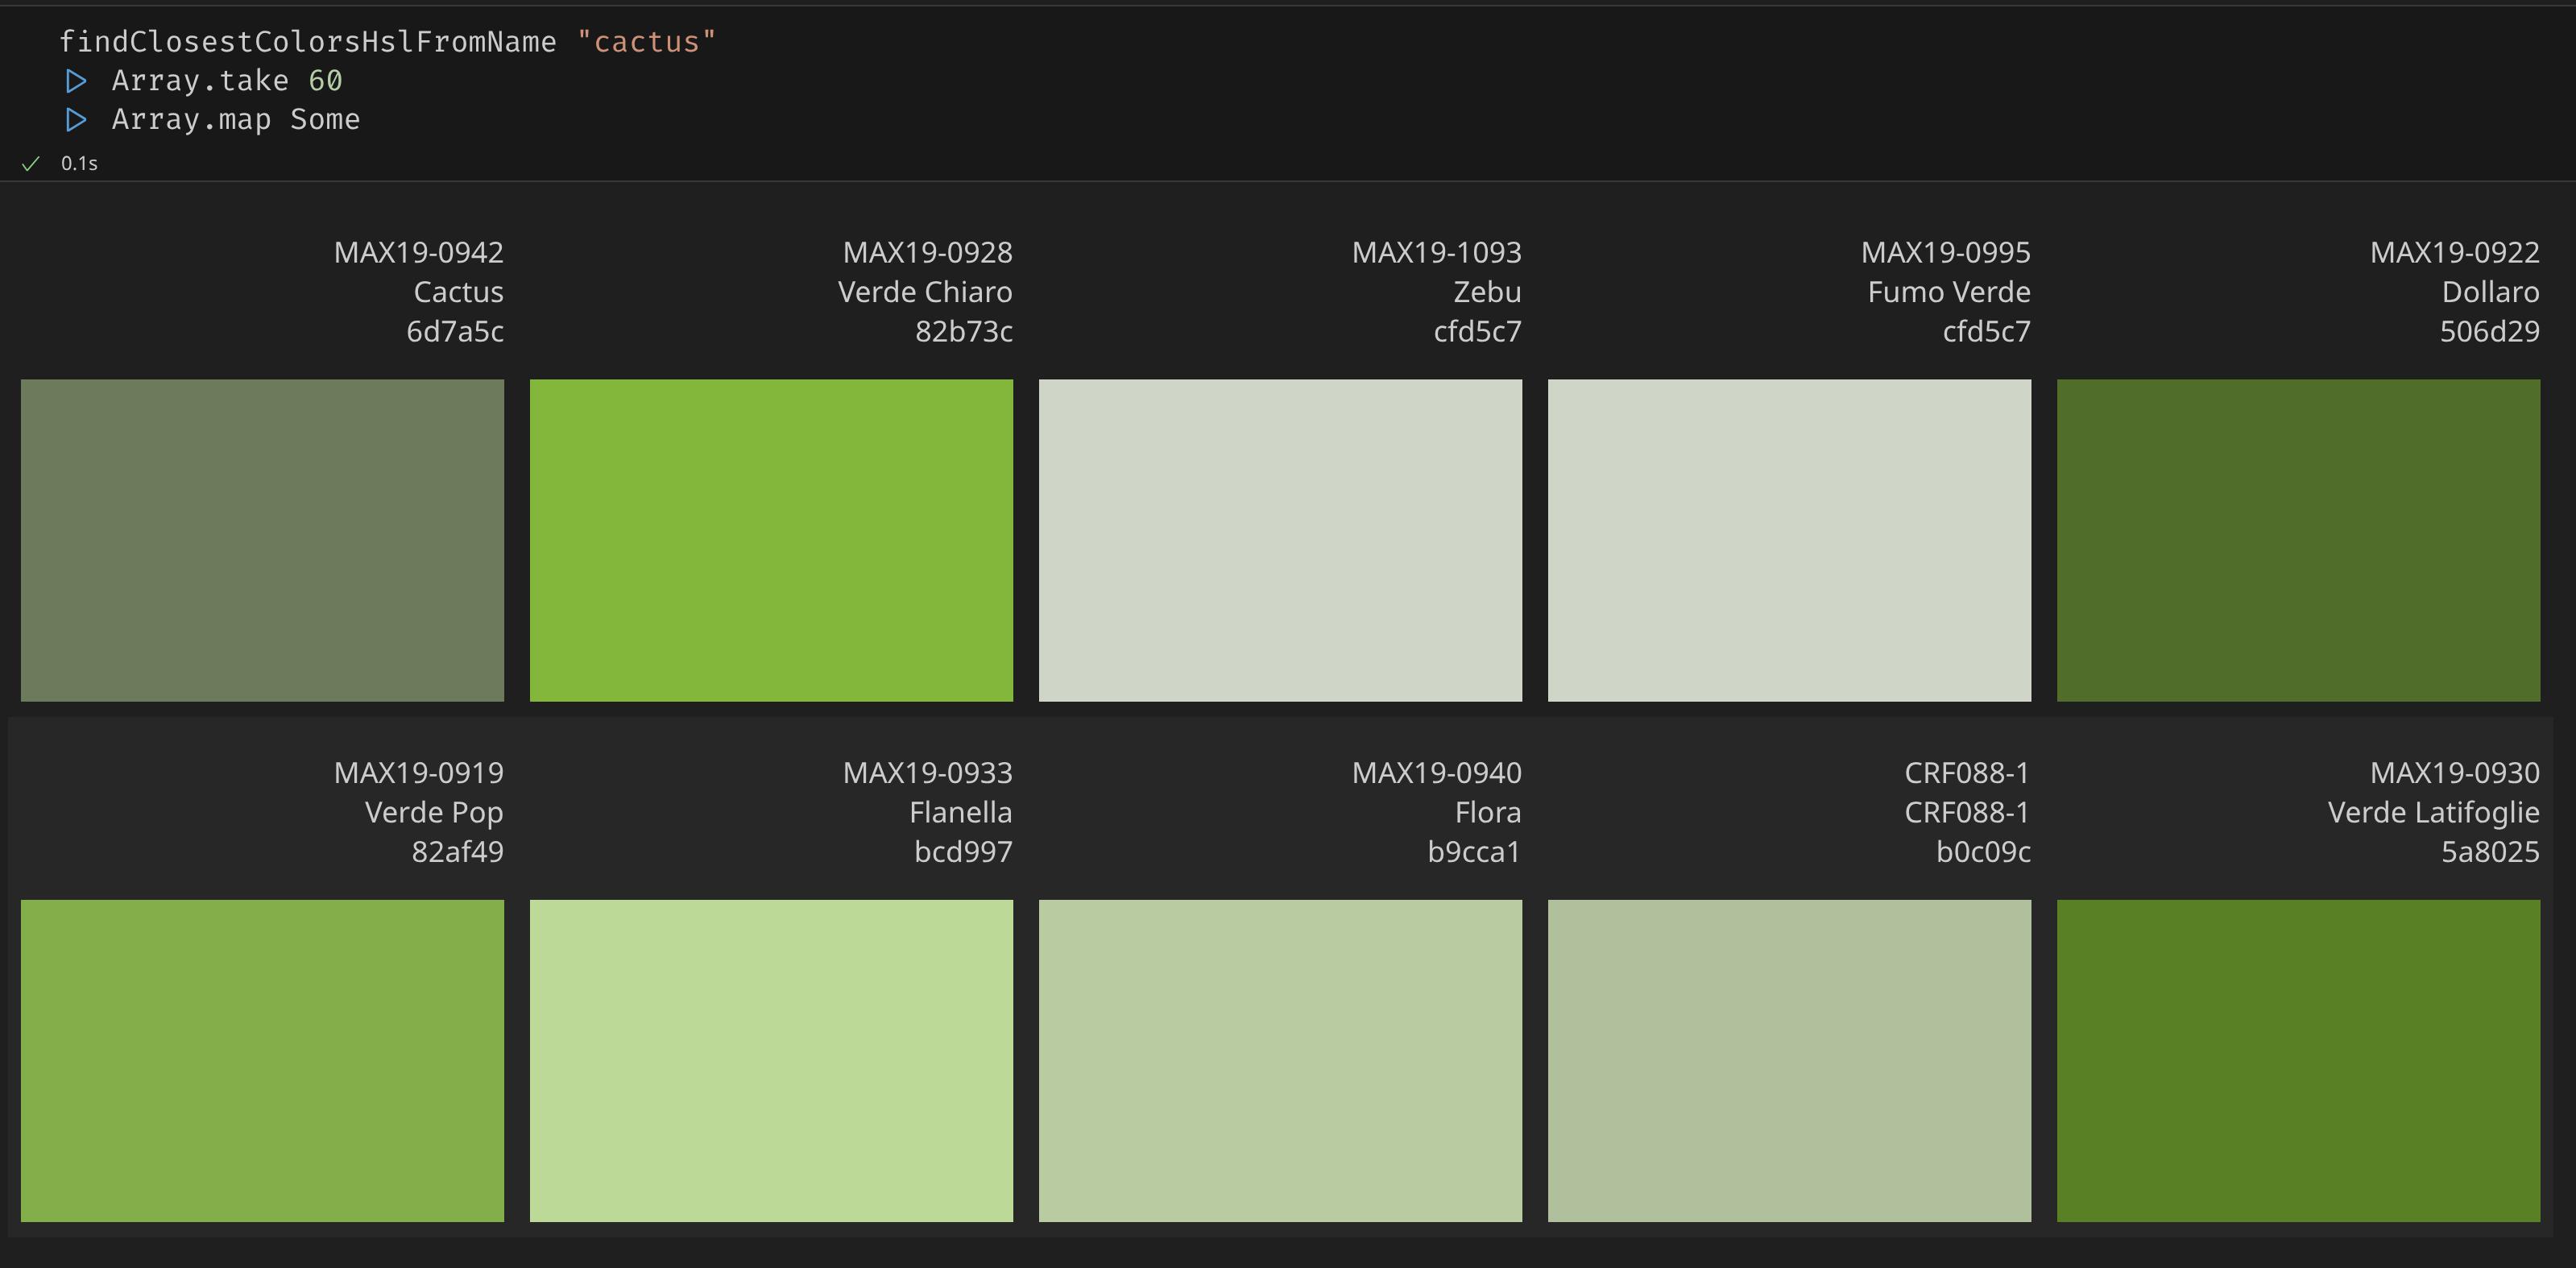 findClosestColorsHslFromName "cactus"
▷ Array.take 60
▷ Array.map Some
✓ 0.1s
MAX19-0942
Cactus
6d7a5c
MAX19-0928
Verde Chiaro
82b73c
MAX19-1093
Zebu
cfd5c7
MAX19-0995
Fumo Verde
cfd5c7
MAX19-0922
Dollaro
506d29
MAX19-0919
Verde Pop
82af49
MAX19-0933
Flanella
bcd997
MAX19-0940
Flora
b9cca1
CRF088-1
CRF088-1
b0c09c
MAX19-0930
Verde Latifoglie
5a8025